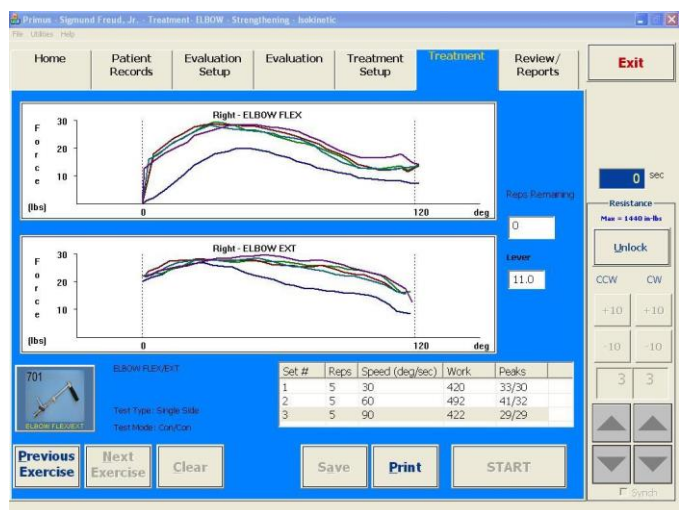 Primus - Sigmund Freud, Jr. - Treatment- ELBOW - Strengthening - Isokinetic
File Utilities Help
Home
Patient Records
Evaluation Setup
Evaluation
Treatment Setup
Treatment
Review/ Reports
Exit
Right - ELBOW FLEX
Force
30
20
10
[lbs]
0
120
deg
Right - ELBOW EXT
Force
30
20
10
[lbs]
0
120
deg
Reps Remaining
0
Lever
11.0
0 sec
Resistance
Max = 1440 in-lbs
Unlock
CCW CW
+10 +10
-10 -10
3 3
Synch
701
ELBOW FLEX/EXT
ELBOW FLEX/EXT
Test Type: Single Side
Test Mode: Con/Con
Set # Reps Speed (deg/sec) Work Peaks
1 5 30 420 33/30
2 5 60 492 41/32
3 5 90 422 29/29
Previous Exercise
Next Exercise
Clear
Save
Print
START